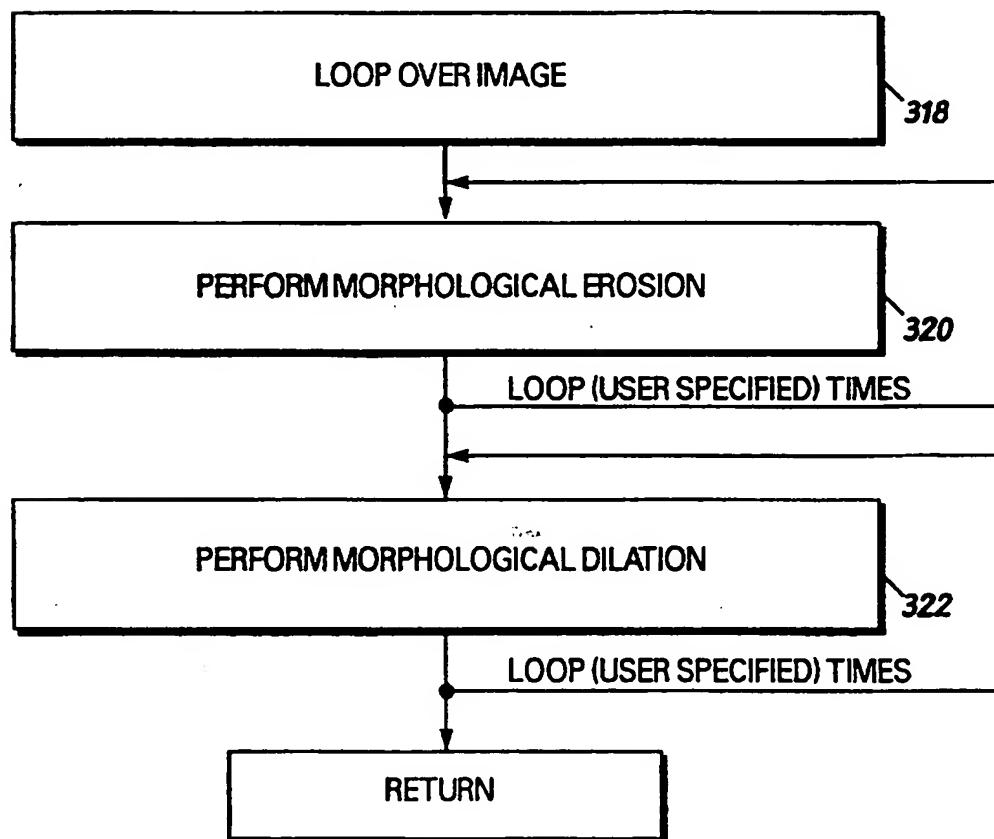 LOOP OVER IMAGE
318
PERFORM MORPHOLOGICAL EROSION
320
LOOP (USER SPECIFIED) TIMES
PERFORM MORPHOLOGICAL DILATION
322
LOOP (USER SPECIFIED) TIMES
RETURN